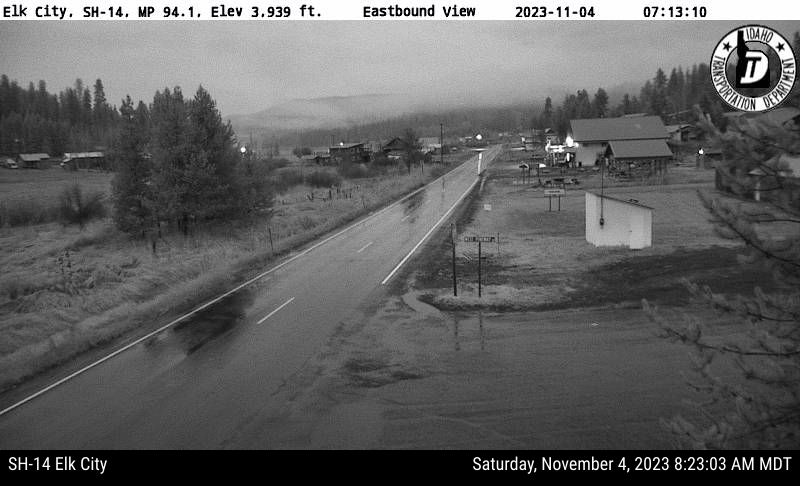 Elk City, SH-14, MP 94.1, Elev 3,939 ft. Eastbound View 2023-11-04 07:13:10
IDAHO
TRANSPORTATION DEPARTMENT
SH-14 Elk City Saturday, November 4, 2023 8:23:03 AM MDT